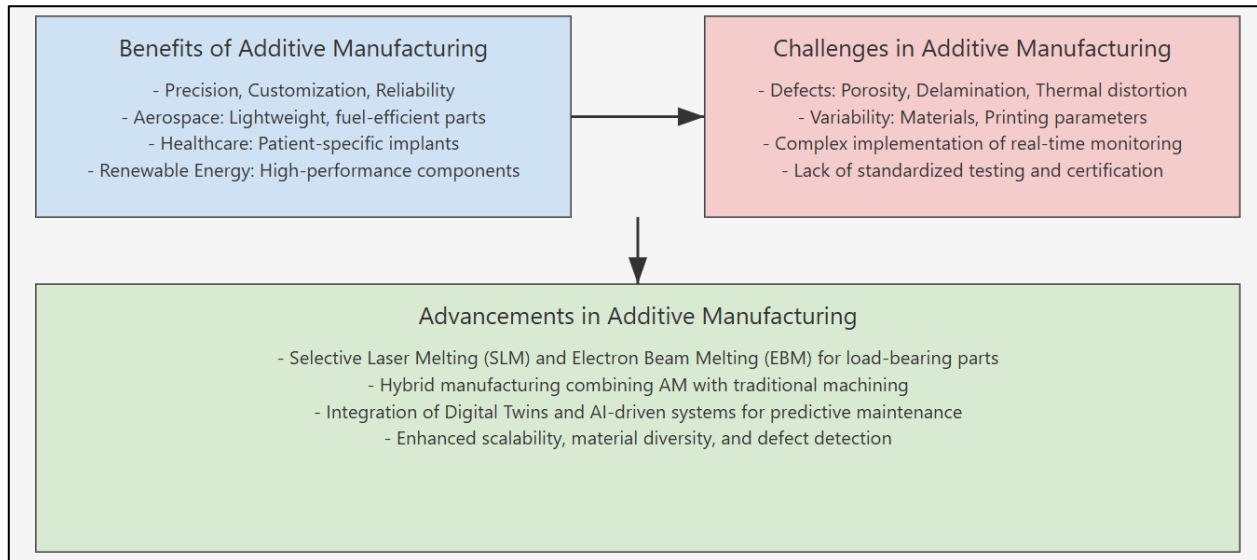 Benefits of Additive Manufacturing
- Precision, Customization, Reliability
- Aerospace: Lightweight, fuel-efficient parts
- Healthcare: Patient-specific implants
- Renewable Energy: High-performance components
Challenges in Additive Manufacturing
- Defects: Porosity, Delamination, Thermal distortion
- Variability: Materials, Printing parameters
- Complex implementation of real-time monitoring
- Lack of standardized testing and certification
Advancements in Additive Manufacturing
- Selective Laser Melting (SLM) and Electron Beam Melting (EBM) for load-bearing parts
- Hybrid manufacturing combining AM with traditional machining
- Integration of Digital Twins and AI-driven systems for predictive maintenance
- Enhanced scalability, material diversity, and defect detection